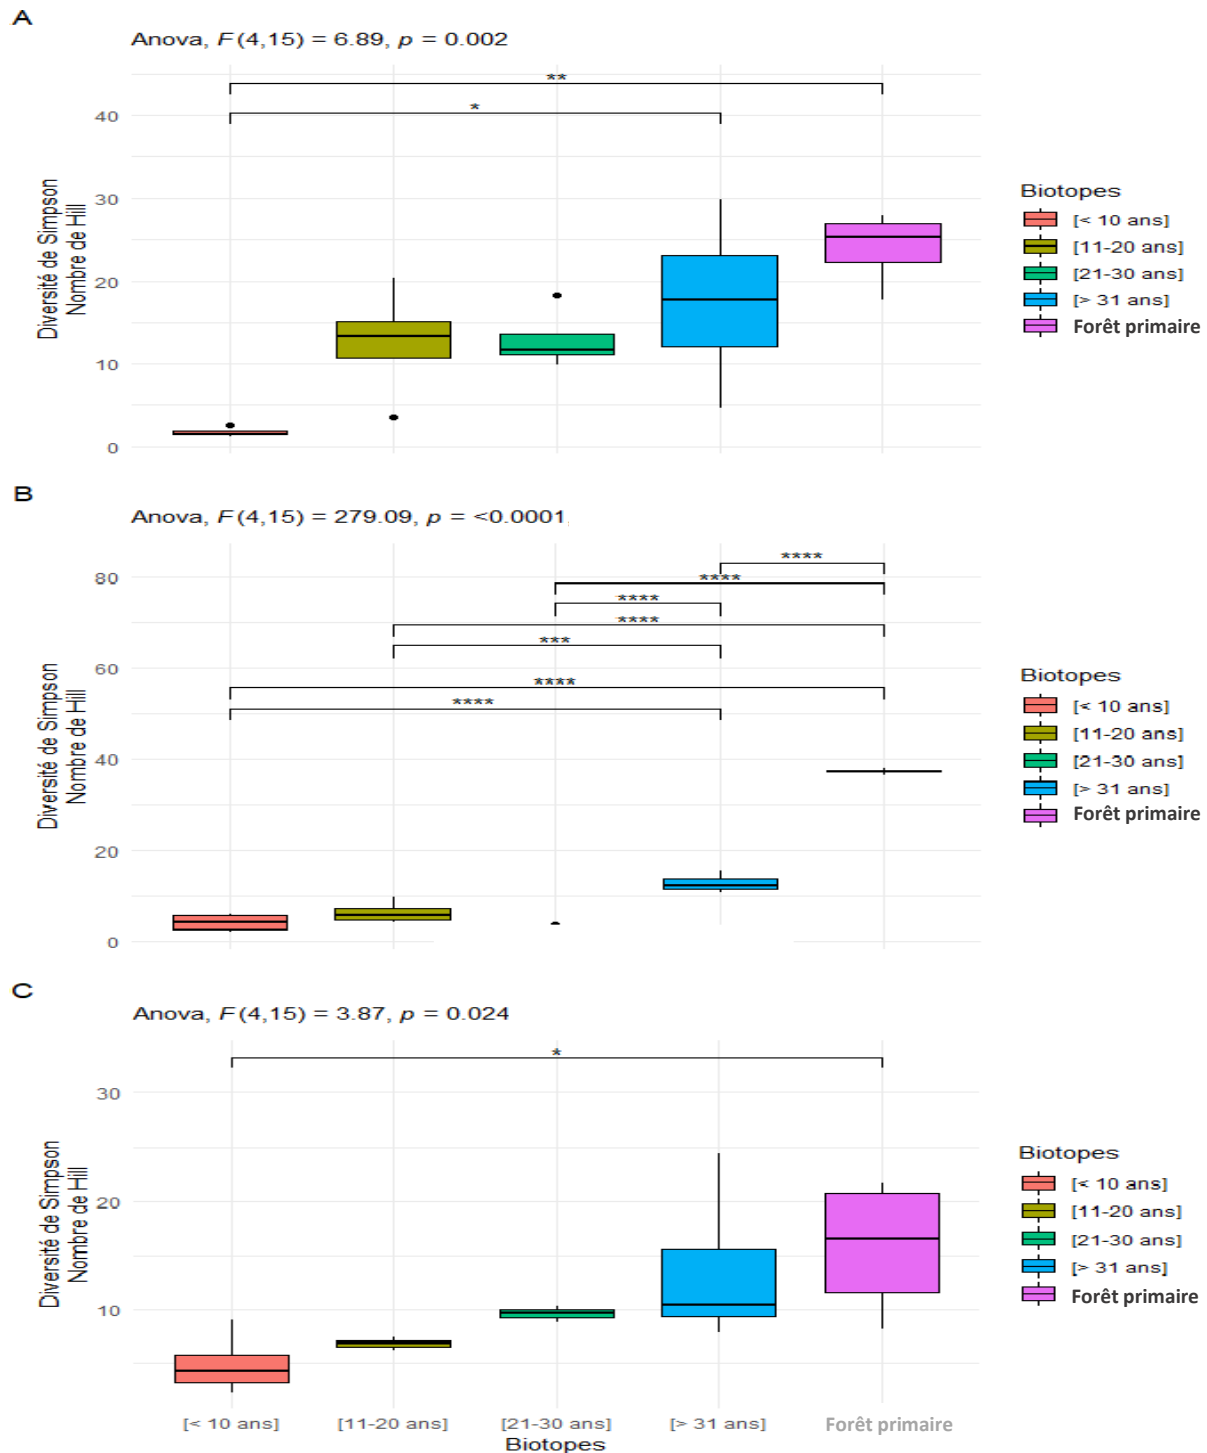 A
Anova, F(4,15) = 6.89, p = 0.002
**
*
40
30
20
10
0
Diversité de Simpson
Nombre de Hill
Biotopes
[< 10 ans]
[11-20 ans]
[21-30 ans]
[> 31 ans]
Forêt primaire
B
Anova, F(4,15) = 279.09, p = <0.0001
****
****
****
****
***
****
****
80
60
40
20
0
Diversité de Simpson
Nombre de Hill
Biotopes
[< 10 ans]
[11-20 ans]
[21-30 ans]
[> 31 ans]
Forêt primaire
C
Anova, F(4,15) = 3.87, p = 0.024
*
30
20
10
Diversité de Simpson
Nombre de Hill
Biotopes
[< 10 ans]
[11-20 ans]
[21-30 ans]
[> 31 ans]
Forêt primaire
[< 10 ans] [11-20 ans] [21-30 ans] [> 31 ans] Forêt primaire
Biotopes